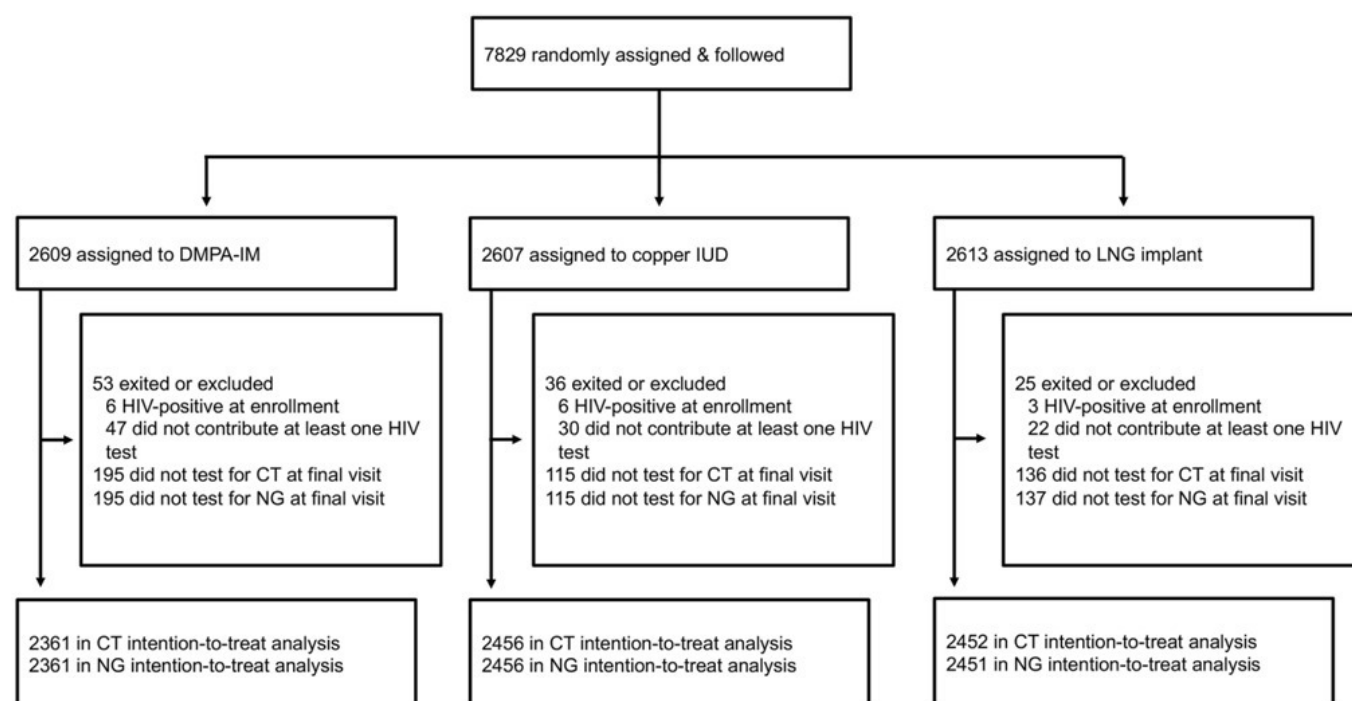 7829 randomly assigned & followed
2609 assigned to DMPA-IM
2607 assigned to copper IUD
2613 assigned to LNG implant
53 exited or excluded
6 HIV-positive at enrollment
47 did not contribute at least one HIV
test
195 did not test for CT at final visit
195 did not test for NG at final visit
36 exited or excluded
6 HIV-positive at enrollment
30 did not contribute at least one HIV
test
115 did not test for CT at final visit
115 did not test for NG at final visit
25 exited or excluded
3 HIV-positive at enrollment
22 did not contribute at least one HIV
test
136 did not test for CT at final visit
137 did not test for NG at final visit
2361 in CT intention-to-treat analysis
2361 in NG intention-to-treat analysis
2456 in CT intention-to-treat analysis
2456 in NG intention-to-treat analysis
2452 in CT intention-to-treat analysis
2451 in NG intention-to-treat analysis